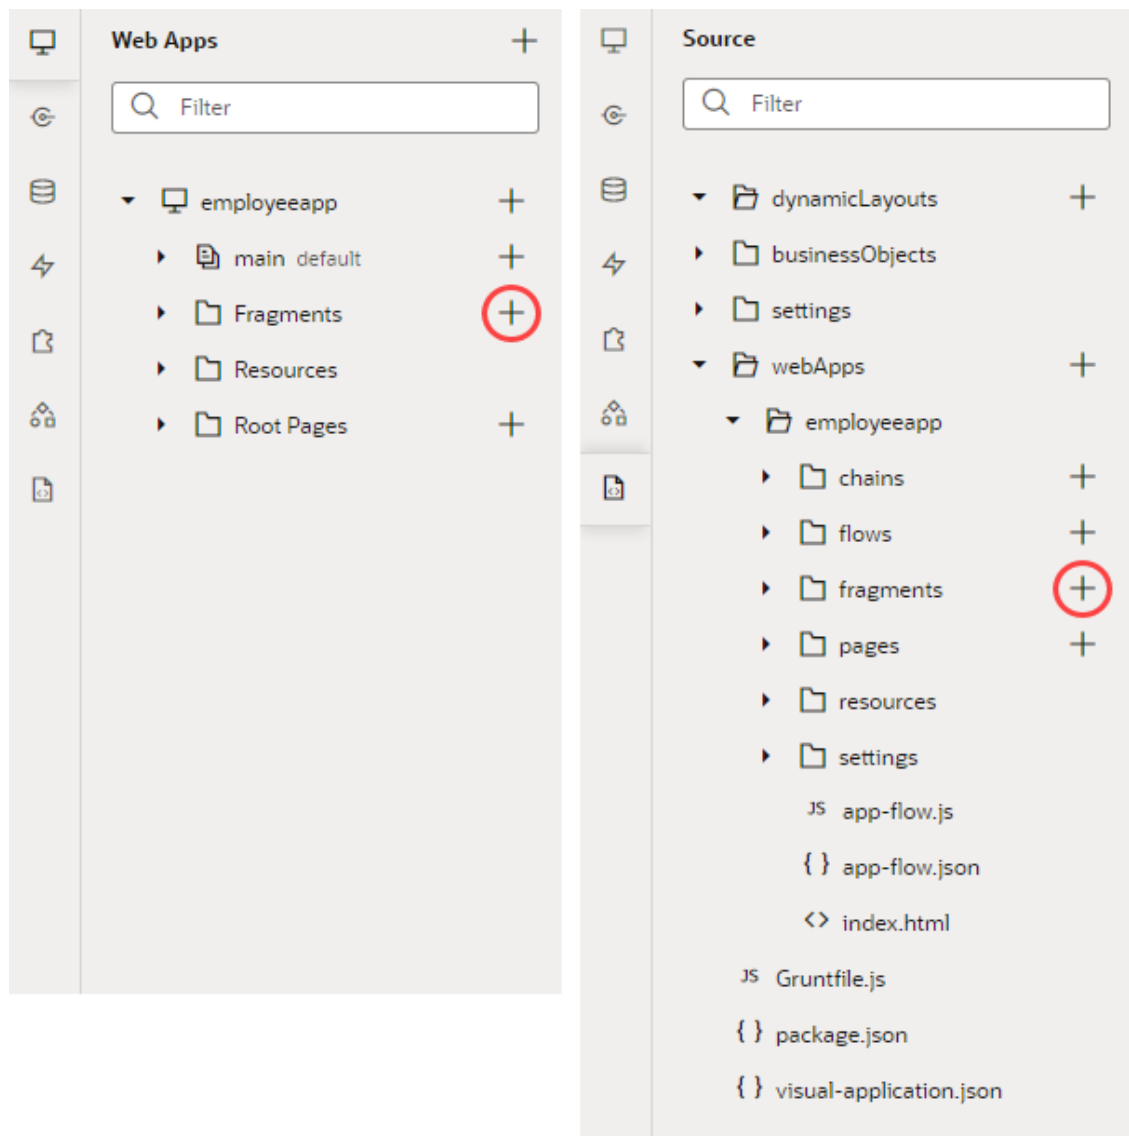 Web Apps
Filter
employeeapp
main default
Fragments
Resources
Root Pages
Source
Filter
dynamicLayouts
businessObjects
settings
webApps
employeeapp
chains
flows
fragments
pages
resources
settings
JS app-flow.js
{ } app-flow.json
<> index.html
JS Gruntfile.js
{ } package.json
{ } visual-application.json